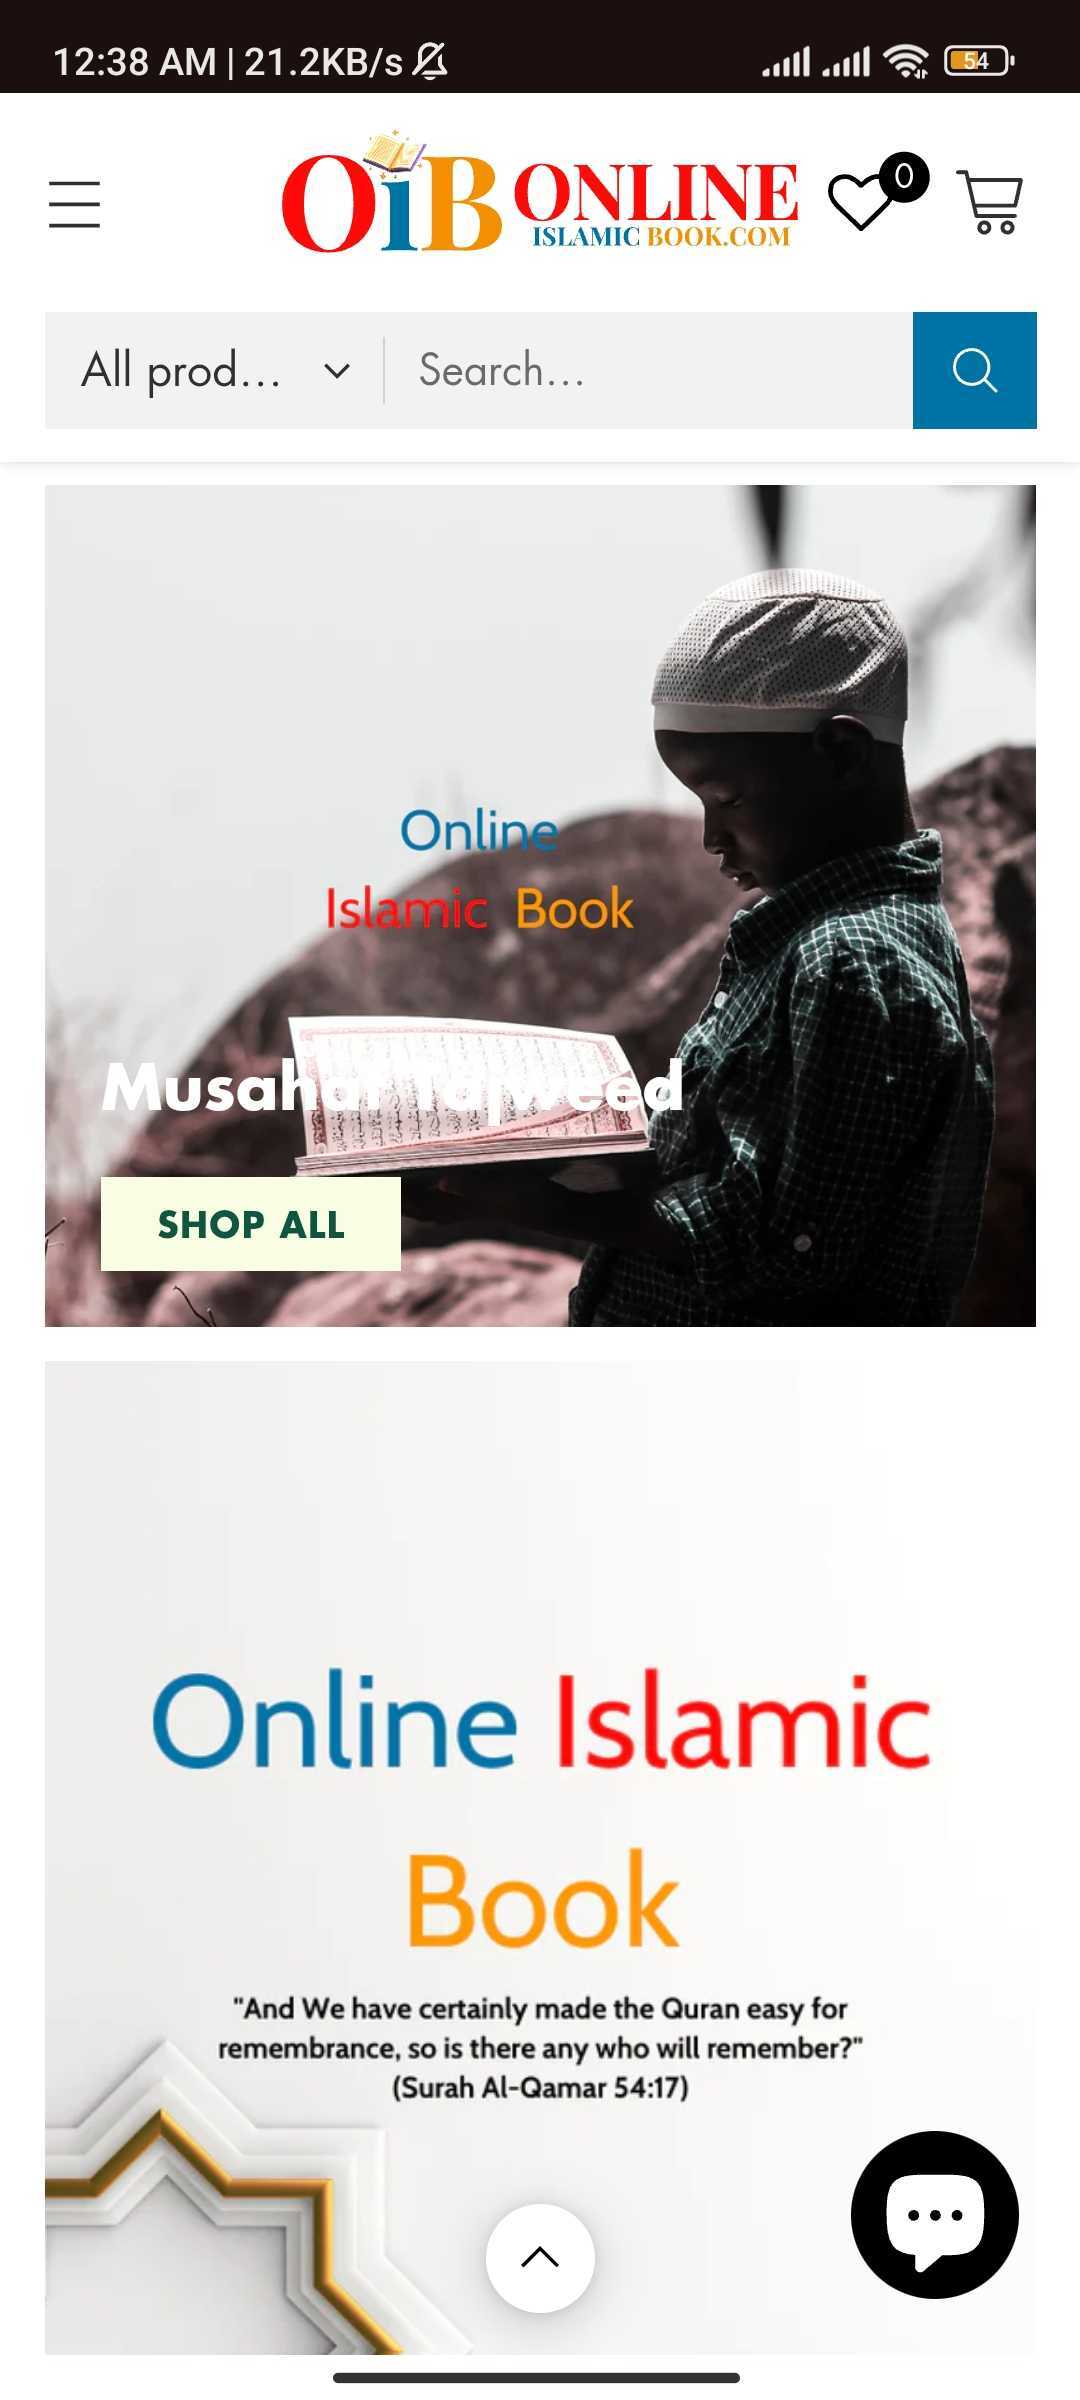 12:38 AM | 21.2KB/s
54
OiB ONLINE
ISLAMIC BOOK.COM
0
All prod...
Search...
Online
Islamic Book
Musahaf Tajweed
SHOP ALL
Online Islamic
Book
"And We have certainly made the Quran easy for
remembrance, so is there any who will remember?"
(Surah Al-Qamar 54:17)